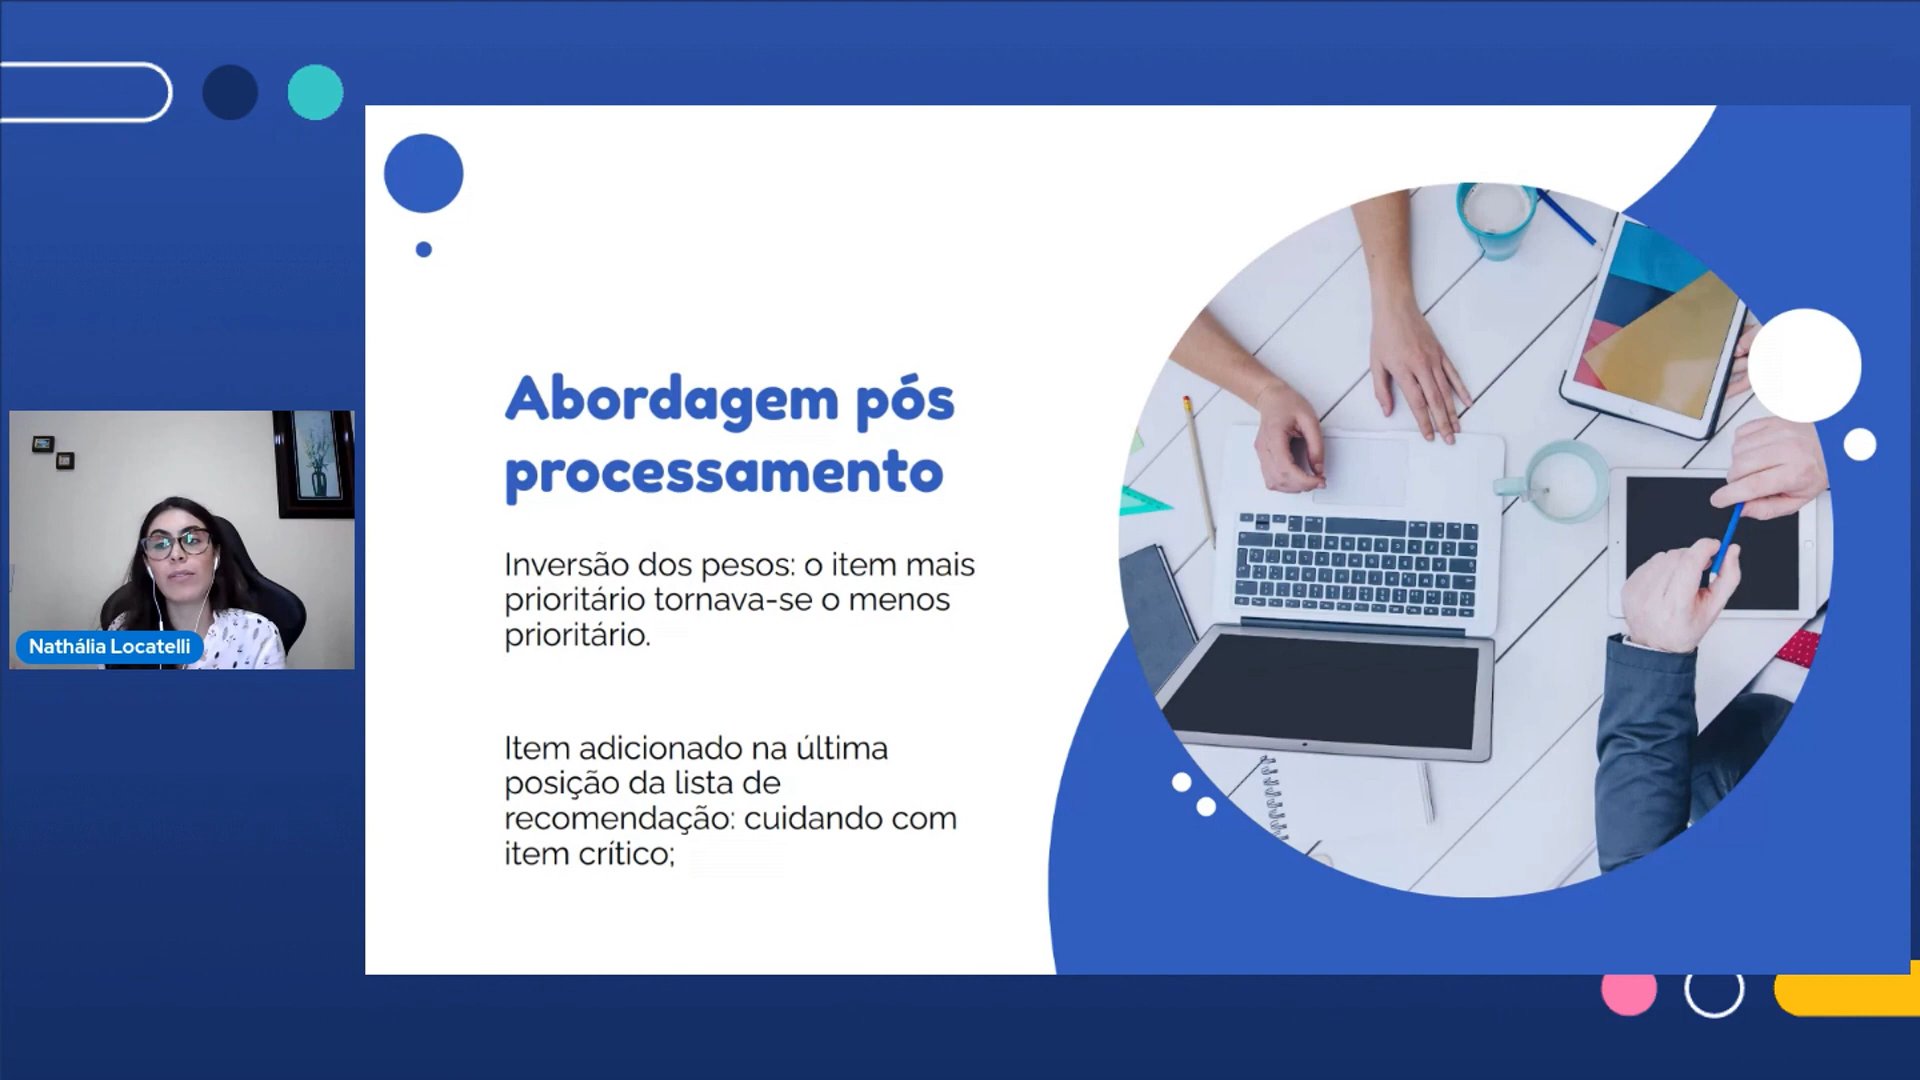 Abordagem pós
processamento
Inversão dos pesos: o item mais
prioritário tornava-se o menos
prioritário.
Item adicionado na última
posição da lista de
recomendação: cuidando com
item crítico;
Nathália Locatelli